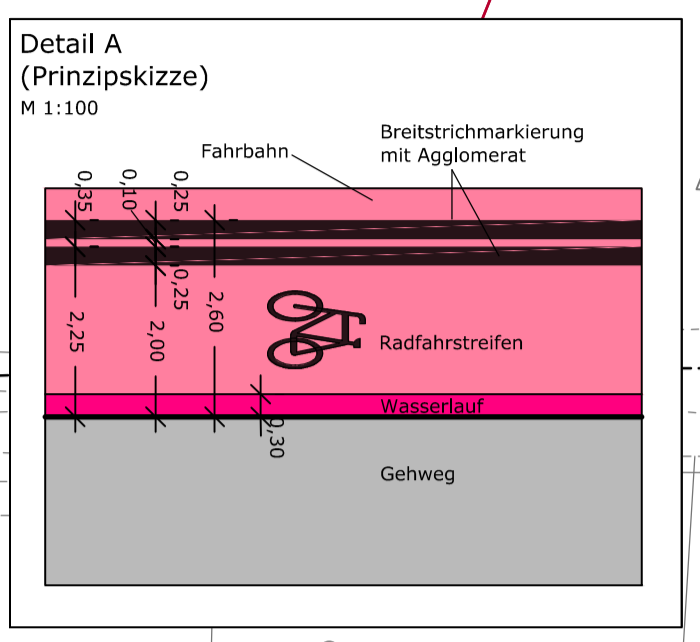 Detail A
(Prinzipskizze)
M 1:100
Breitstrichmarkierung
mit Agglomerat
Fahrbahn
0,35
0,10
0,25
0,25
2,60
2,25
2,00
Radfahrstreifen
Wasserlauf
0,30
Gehweg